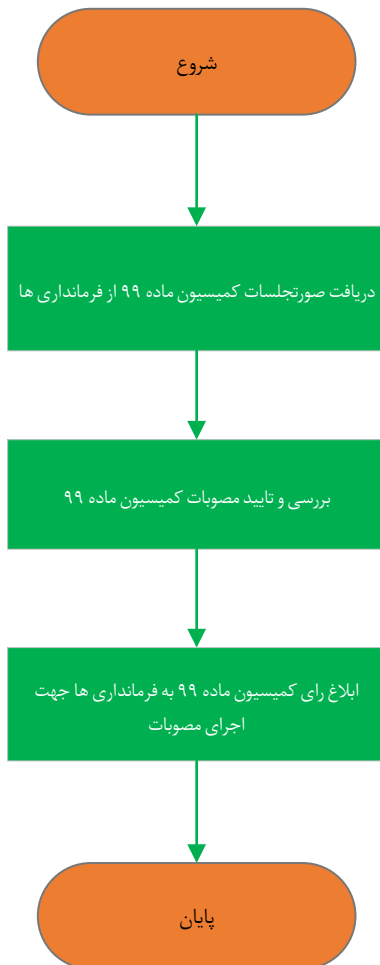 شروع
دریافت صورتجلسات کمیسیون ماده ۹۹ از فرمانداری ها
بررسی و تایید مصوبات کمیسیون ماده ۹۹
ابلاغ رای کمیسیون ماده ۹۹ به فرمانداری ها جهت
اجرای مصوبات
پایان